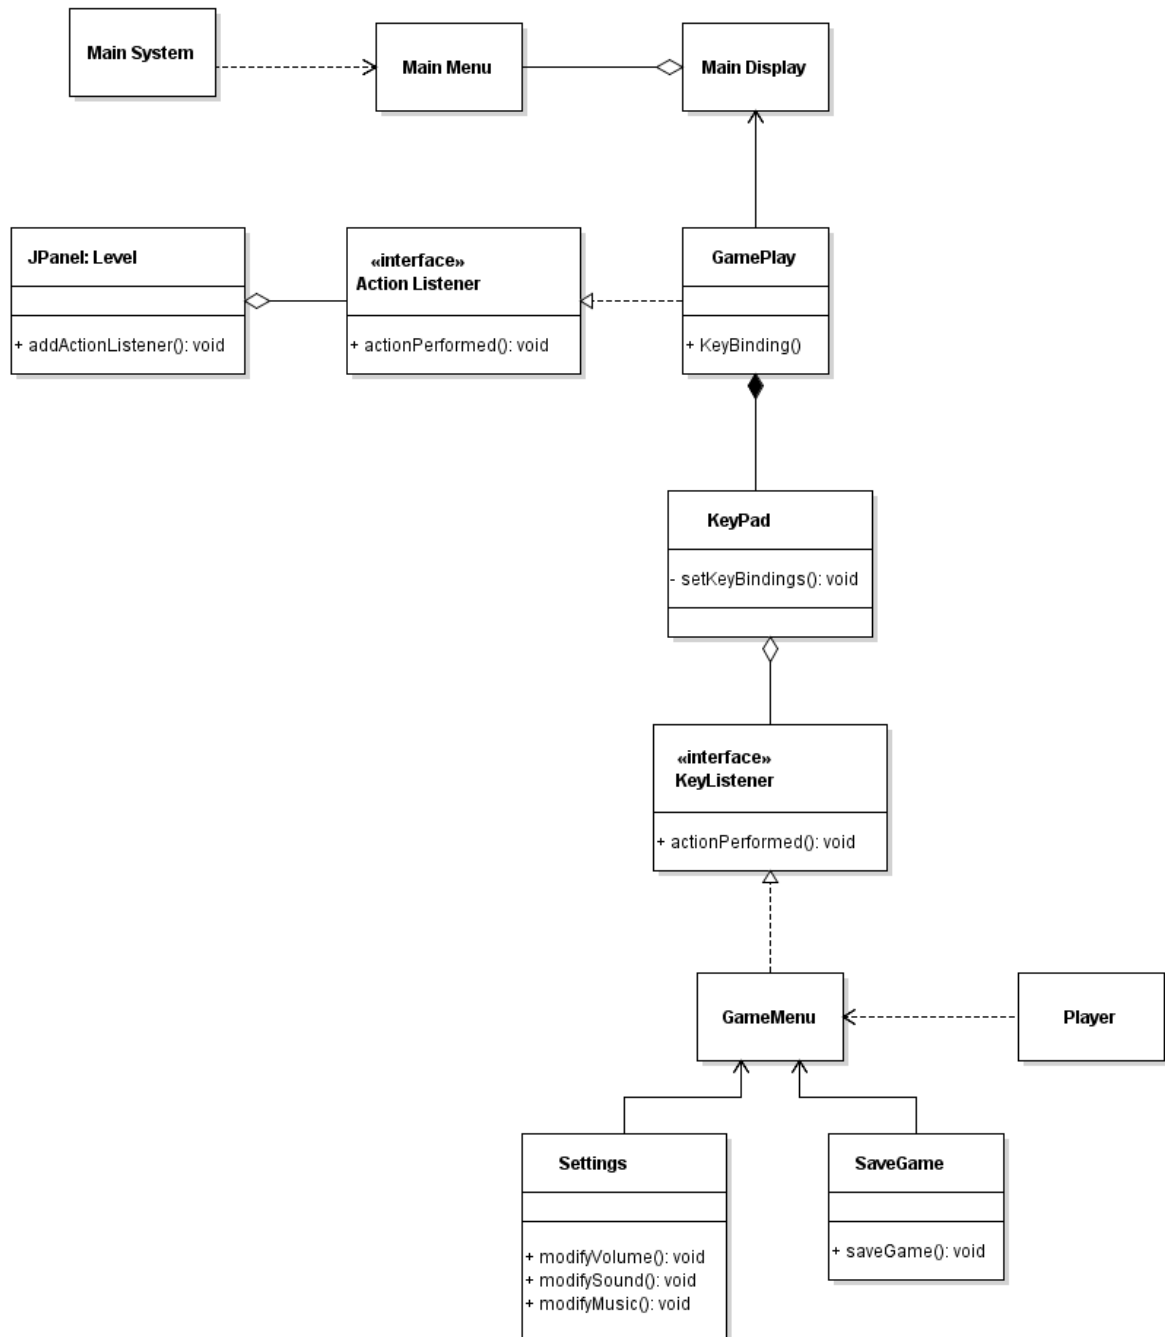 Main System
Main Menu
Main Display
JPanel: Level
+ addActionListener(): void
«interface»
Action Listener
+ actionPerformed(): void
GamePlay
+ KeyBinding()
KeyPad
- setKeyBindings(): void
«interface»
KeyListener
+ actionPerformed(): void
GameMenu
Player
Settings
+ modifyVolume(): void
+ modifySound(): void
+ modifyMusic(): void
SaveGame
+ saveGame(): void